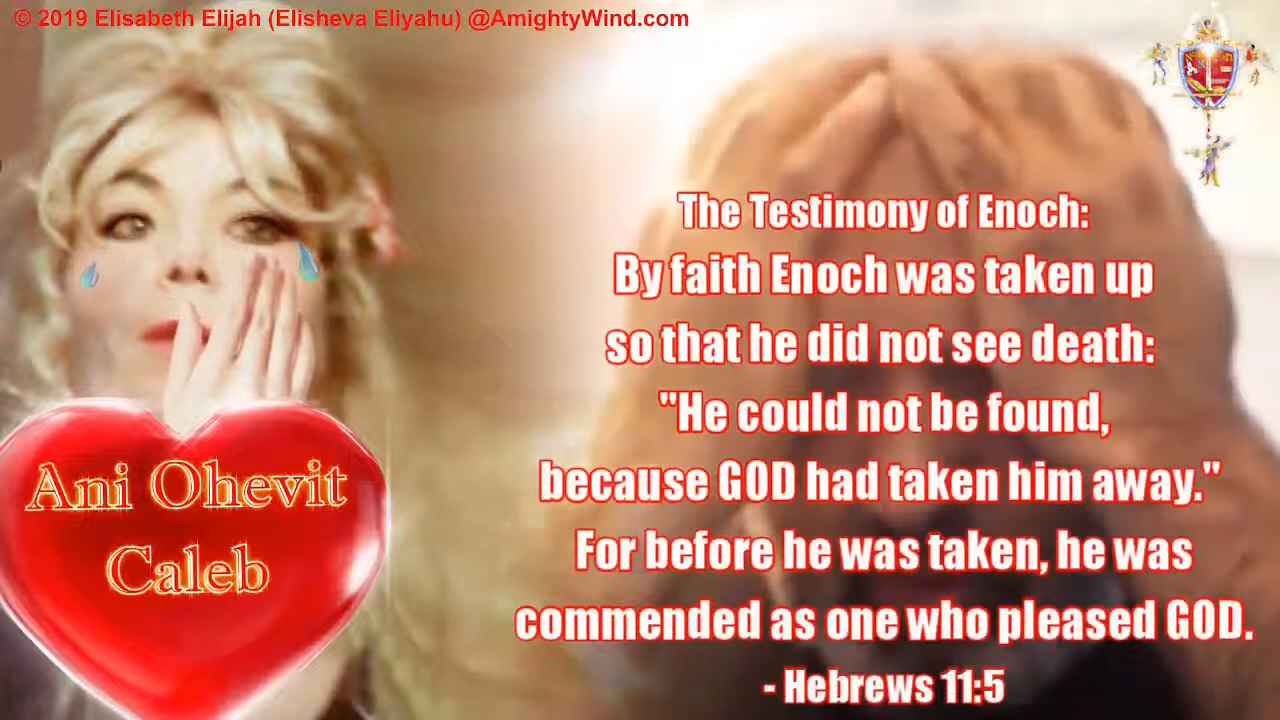 © 2019 Elisabeth Elijah (Elisheva Eliyahu) @AmightyWind.com
The Testimony of Enoch:
By faith Enoch was taken up
so that he did not see death:
"He could not be found,
because GOD had taken him away."
For before he was taken, he was
commended as one who pleased GOD.
- Hebrews 11:5
Ani Ohevit
Caleb